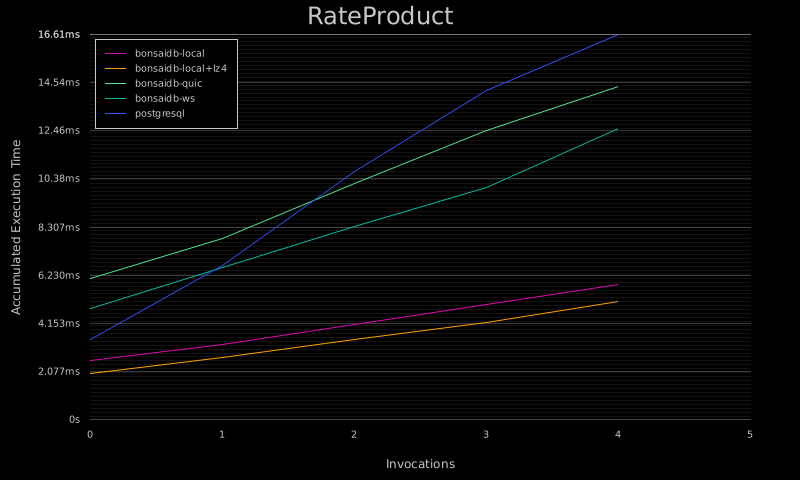 RateProduct
16.61ms
14.54ms
12.46ms
10.38ms
8.307ms
6.230ms
4.153ms
2.077ms
0s
bonsaidb-local
bonsaidb-local+lz4
bonsaidb-quic
bonsaidb-ws
postgresql
Accumulated Execution Time
0 1 2 3 4 5
Invocations